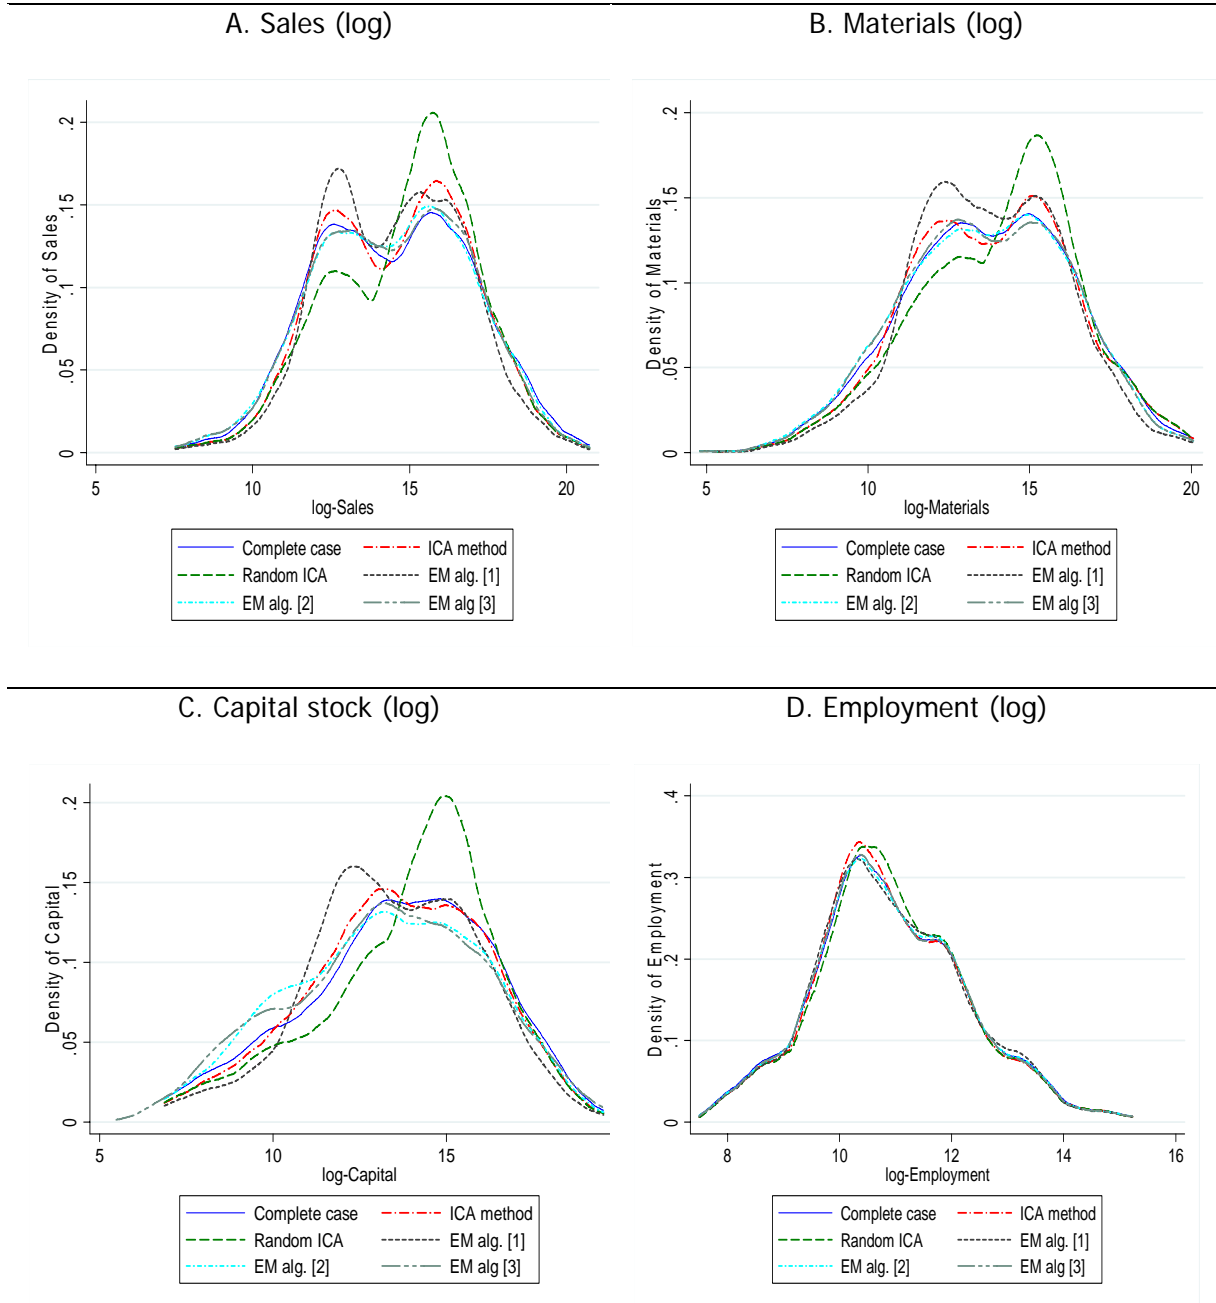 A. Sales (log)
B. Materials (log)
Density of Sales
.2
.15
.1
.05
0
5 10 15 20
log-Sales
Complete case ICA method
Random ICA EM alg. [1]
EM alg. [2] EM alg [3]
Density of Materials
.2
.15
.1
.05
0
5 10 15 20
log-Materials
Complete case ICA method
Random ICA EM alg. [1]
EM alg. [2] EM alg [3]
C. Capital stock (log)
D. Employment (log)
Density of Capital
.2
.15
.1
.05
0
5 10 15
log-Capital
Complete case ICA method
Random ICA EM alg. [1]
EM alg. [2] EM alg [3]
Density of Employment
.4
.3
.2
.1
0
8 10 12 14 16
log-Employment
Complete case ICA method
Random ICA EM alg. [1]
EM alg. [2] EM alg [3]